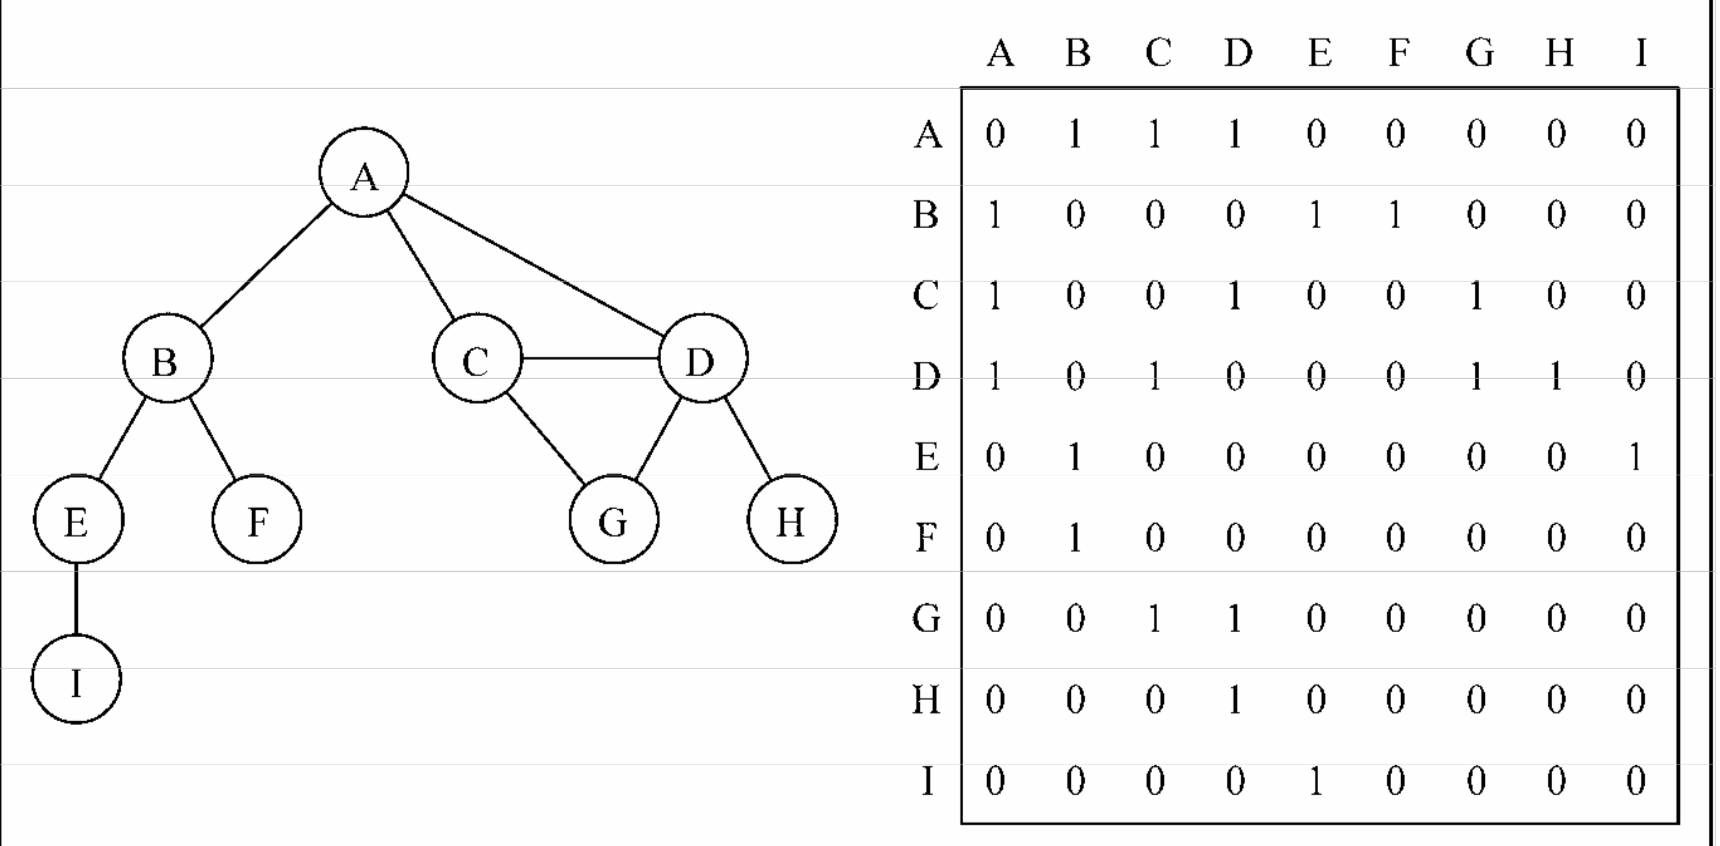 A B C D E F G H I
A 0 1 1 1 0 0 0 0 0
A
B 1 0 0 0 1 1 0 0 0
C 1 0 0 1 0 0 1 0 0
B C D
D 1 0 1 0 0 0 1 1 0
E 0 1 0 0 0 0 0 0 1
E F G H
F 0 1 0 0 0 0 0 0 0
G 0 0 1 1 0 0 0 0 0
I
H 0 0 0 1 0 0 0 0 0
I 0 0 0 0 1 0 0 0 0